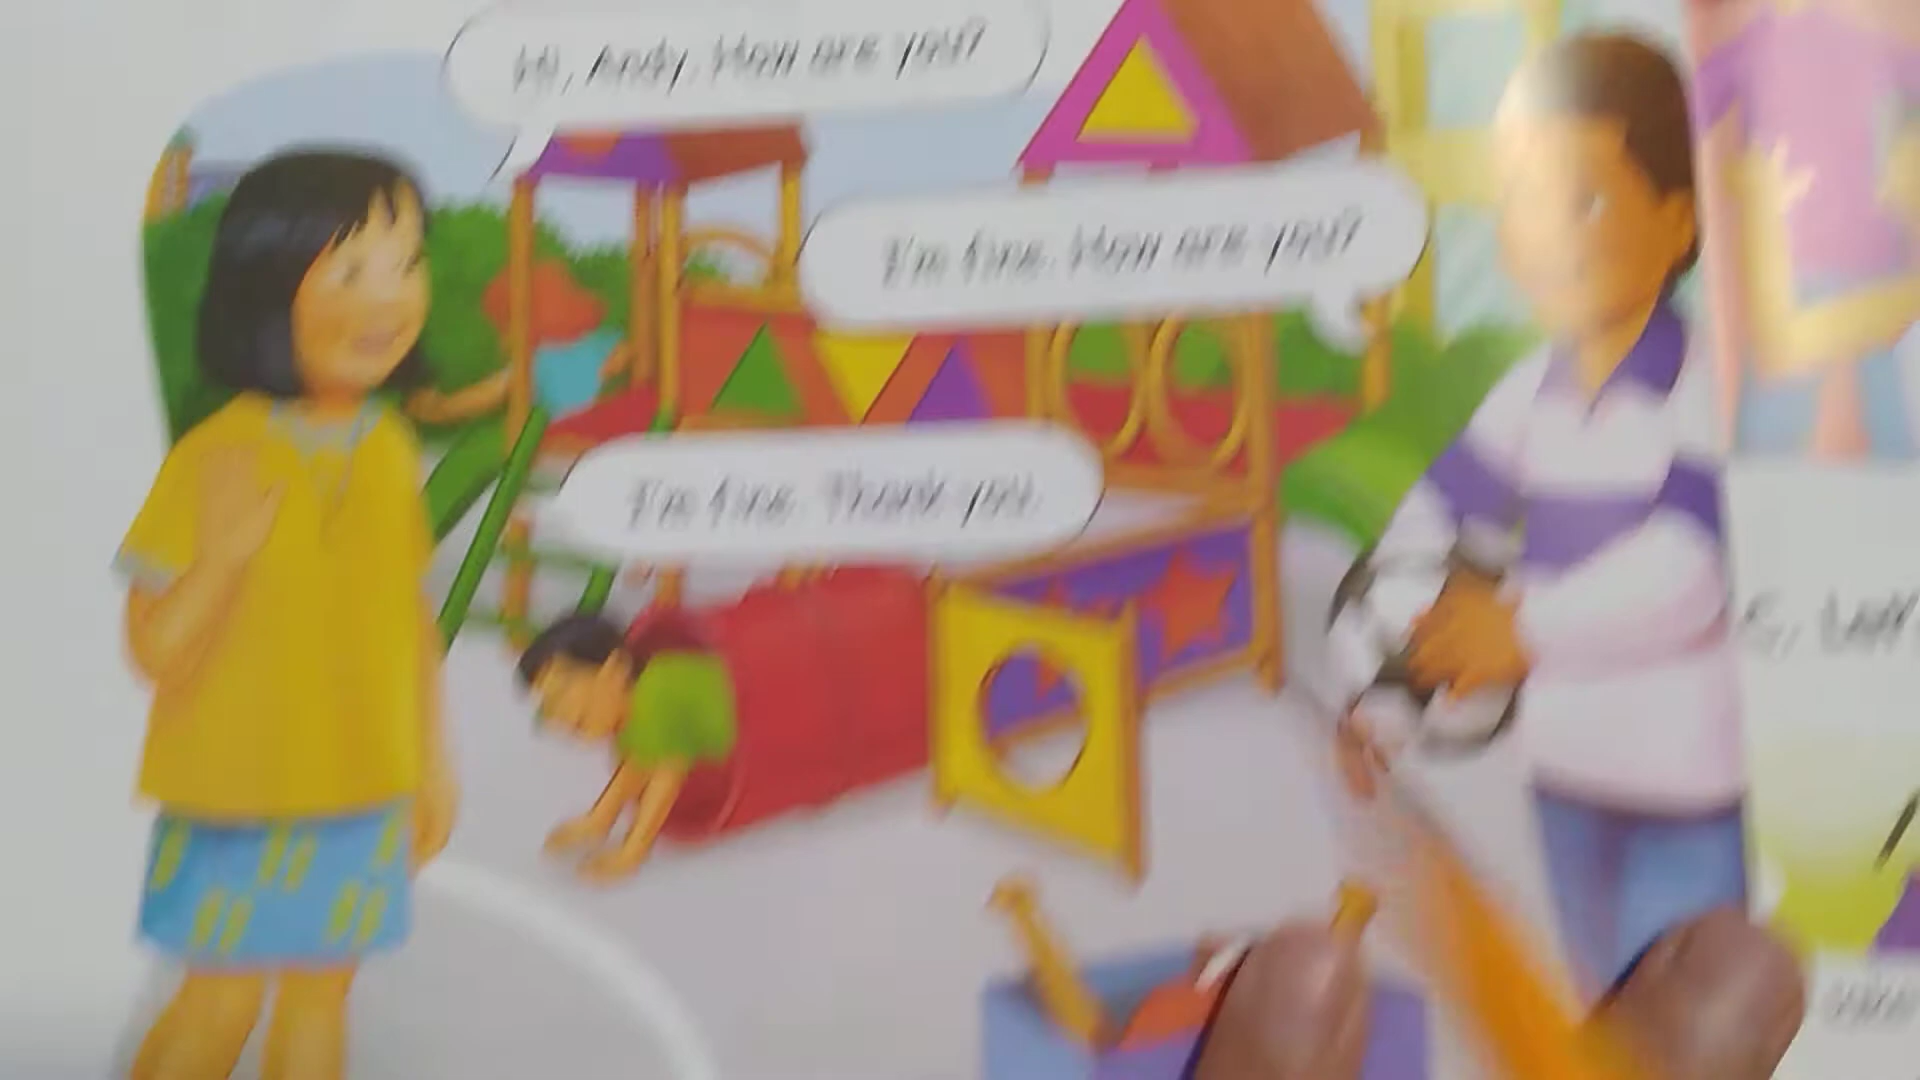 Hi, Andy. How are you?
I'm fine. How are you?
I'm fine. Thank you.